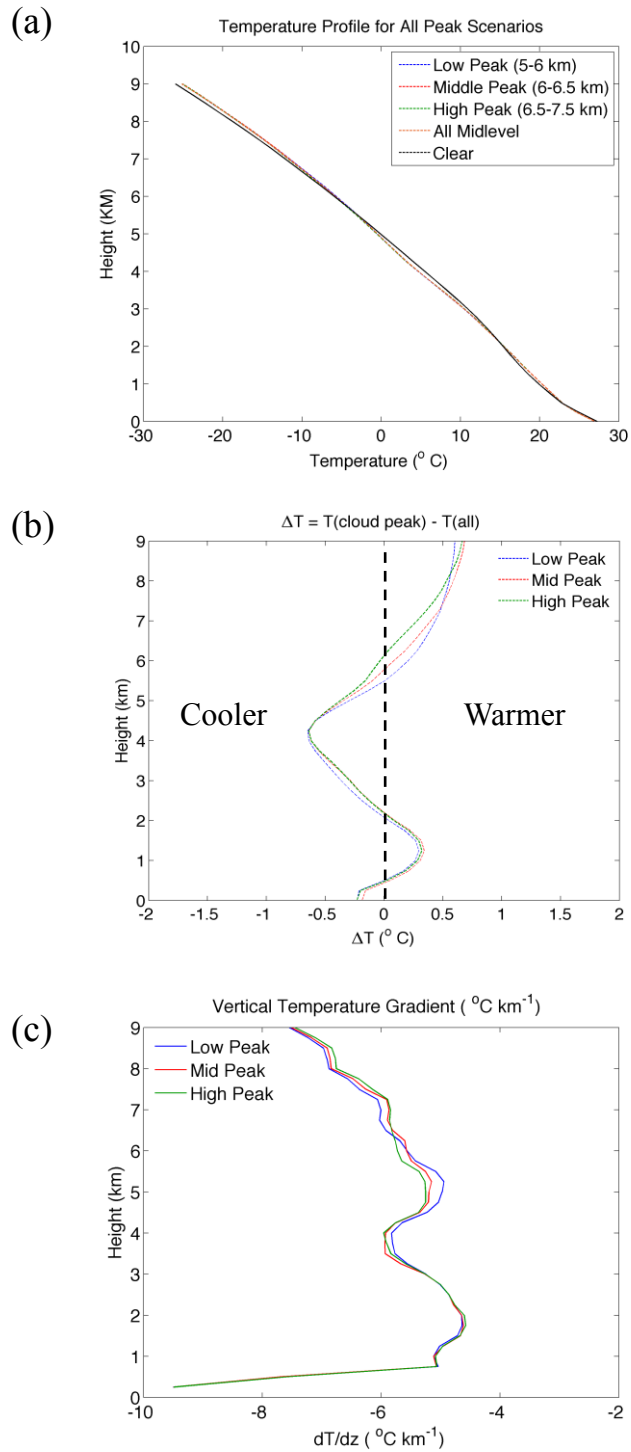 (a)
Temperature Profile for All Peak Scenarios
10
9
8
7
6
5
4
3
2
1
0
Height (KM)
Low Peak (5-6 km)
Middle Peak (6-6.5 km)
High Peak (6.5-7.5 km)
All Midlevel
Clear
-30 -20 -10 0 10 20 30
Temperature (° C)
(b)
ΔT = T(cloud peak) - T(all)
9
8
7
6
5
4
3
2
1
0
Height (km)
Low Peak
Mid Peak
High Peak
Cooler Warmer
-2 -1.5 -1 -0.5 0 0.5 1 1.5 2
ΔT (° C)
(c)
Vertical Temperature Gradient ( °C km⁻¹)
9
8
7
6
5
4
3
2
1
0
Height (km)
Low Peak
Mid Peak
High Peak
-10 -8 -6 -4 -2
dT/dz ( °C km⁻¹)